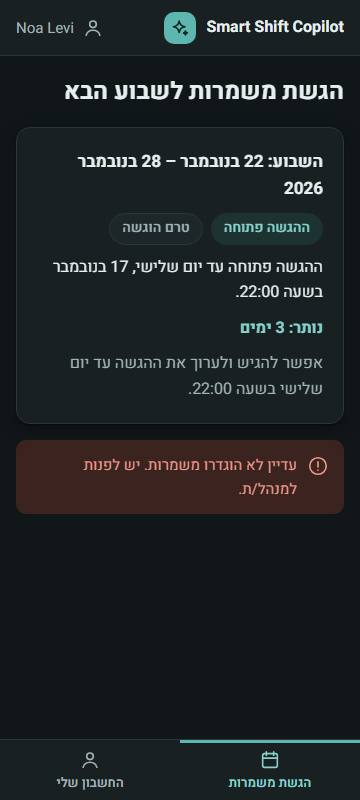 Smart Shift Copilot
Noa Levi
הגשת משמרות לשבוע הבא
השבוע: 22 בנובמבר – 28 בנובמבר
2026
ההגשה פתוחה
טרם הוגשה
ההגשה פתוחה עד יום שלישי, 17 בנובמבר
בשעה 22:00.
נותר: 3 ימים
אפשר להגיש ולערוך את ההגשה עד יום
שלישי בשעה 22:00.
עדיין לא הוגדרו משמרות. יש לפנות
למנהל/ת.
הגשת משמרות
החשבון שלי